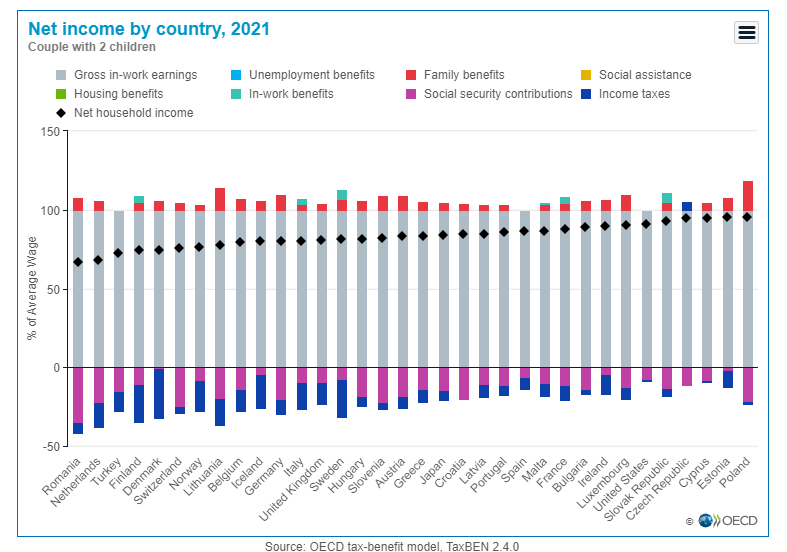 Net income by country, 2021
Couple with 2 children
Gross in-work earnings Unemployment benefits Family benefits Social assistance
Housing benefits In-work benefits Social security contributions Income taxes
Net household income
150
100
50
0
-50
% of Average Wage
Romania
Netherlands
Turkey
Finland
Denmark
Switzerland
Norway
Lithuania
Belgium
Iceland
Germany
Italy
United Kingdom
Sweden
Hungary
Slovenia
Austria
Greece
Japan
Croatia
Latvia
Portugal
Spain
Malta
France
Bulgaria
Ireland
Luxembourg
United States
Slovak Republic
Czech Republic
Cyprus
Estonia
Poland
© OECD
Source: OECD tax-benefit model, TaxBEN 2.4.0